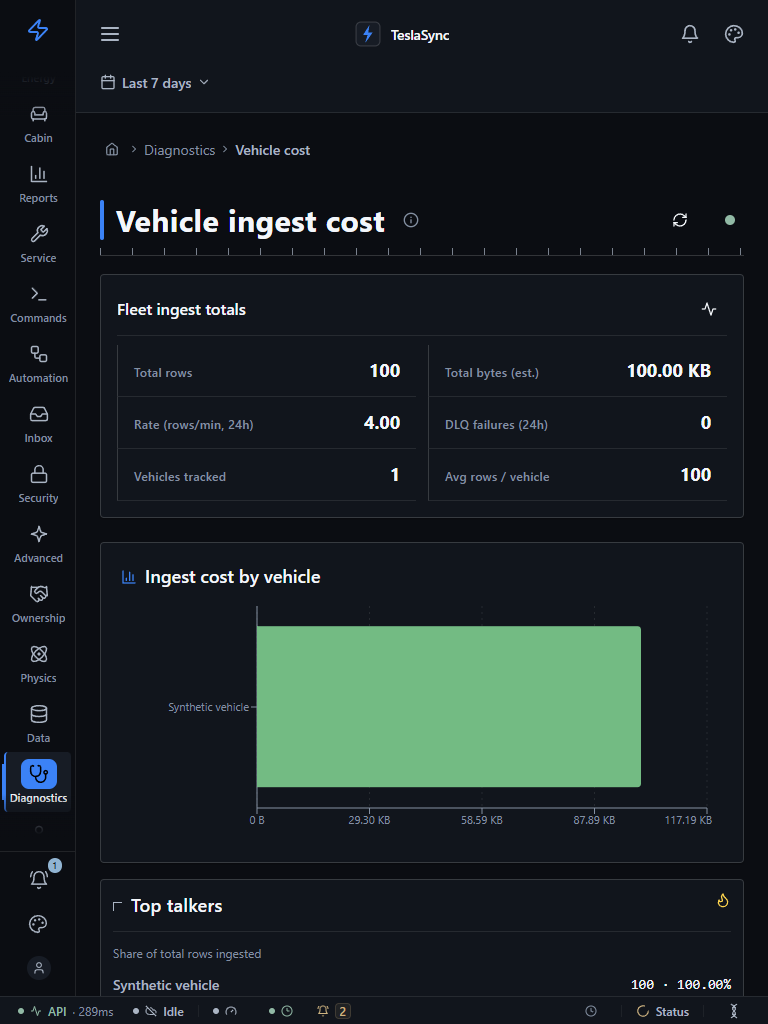 TeslaSync
Last 7 days
Diagnostics
Vehicle cost
Cabin
Reports
Service
Commands
Automation
Inbox
Security
Advanced
Ownership
Physics
Data
Diagnostics
1
Vehicle ingest cost
Fleet ingest totals
Total rows 100
Total bytes (est.) 100.00 KB
Rate (rows/min, 24h) 4.00
DLQ failures (24h) 0
Vehicles tracked 1
Avg rows / vehicle 100
Ingest cost by vehicle
Synthetic vehicle
0 B 29.30 KB 58.59 KB 87.89 KB 117.19 KB
Top talkers
Share of total rows ingested
Synthetic vehicle 100 · 100.00%
API · 289ms Idle 2 Status